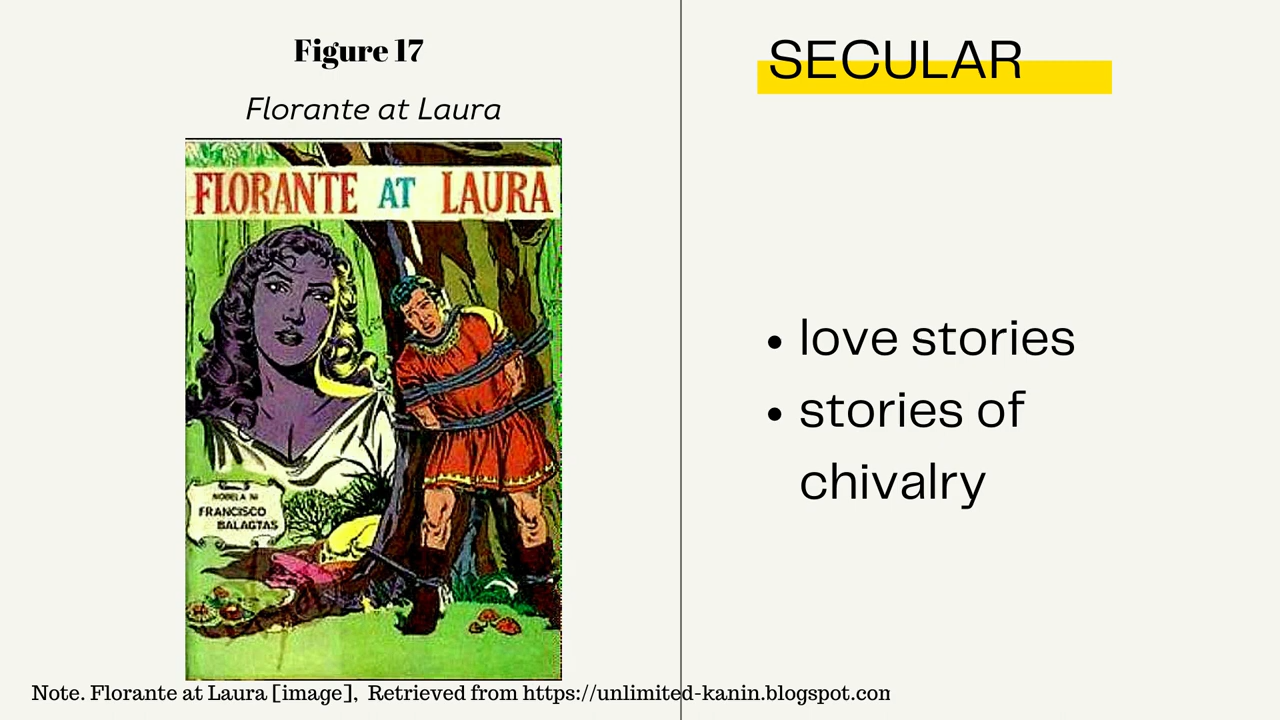 Figure 17
Florante at Laura
FLORANTE AT LAURA
NOBELA NI
FRANCISCO
BALAGTAS
Note. Florante at Laura [image], Retrieved from https://unlimited-kanin.blogspot.com
SECULAR
• love stories
• stories of
chivalry